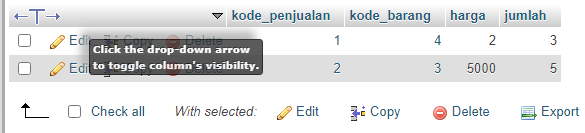 kode_penjualan kode_barang harga jumlah
Edit Copy Delete 1 4 2 3
Click the drop-down arrow
to toggle column's visibility.
Edit Copy Delete 2 3 5000 5
Check all With selected: Edit Copy Delete Export